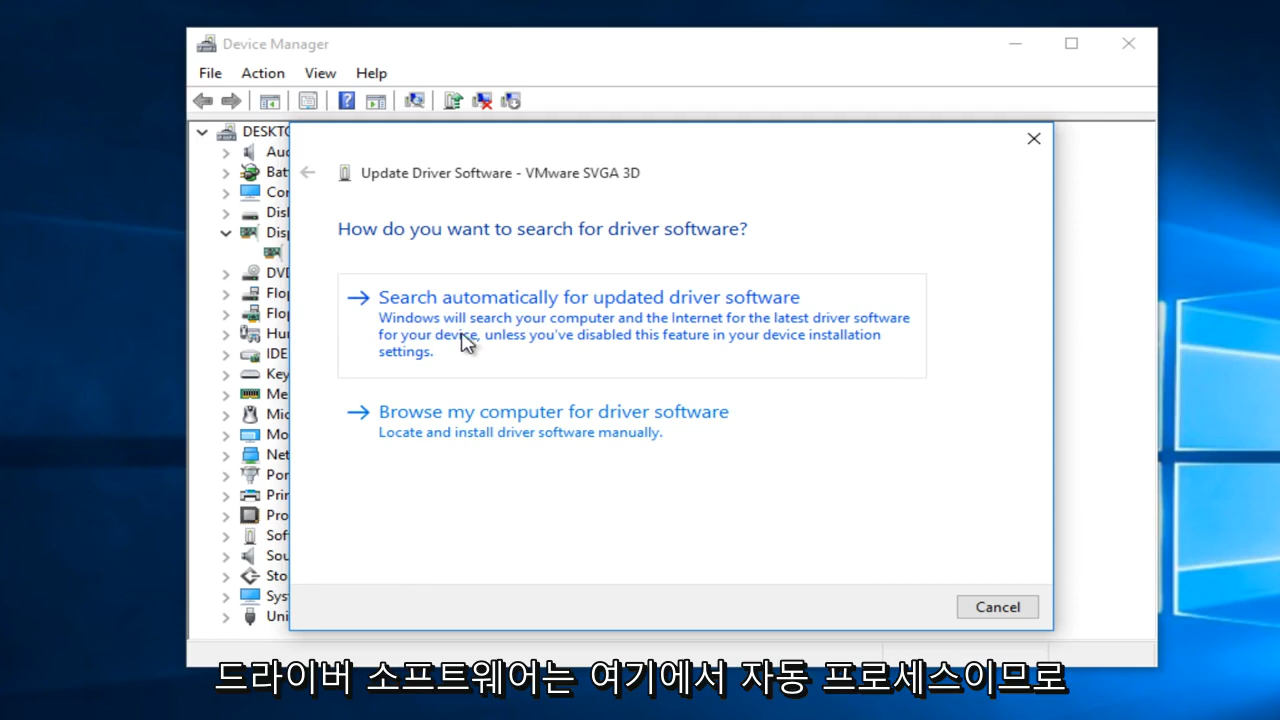 Device Manager
File Action View Help
DESKTO
Aud
Bat
Con
Disk
Disp
DVD
Flop
Flop
Hun
IDE
Key
Me
Mic
Mo
Net
Por
Prin
Pro
Sof
Sou
Sto
Sys
Uni
Update Driver Software - VMware SVGA 3D
How do you want to search for driver software?
Search automatically for updated driver software
Windows will search your computer and the Internet for the latest driver software
for your device, unless you've disabled this feature in your device installation
settings.
Browse my computer for driver software
Locate and install driver software manually.
Cancel
드라이버 소프트웨어는 여기에서 자동 프로세스이므로